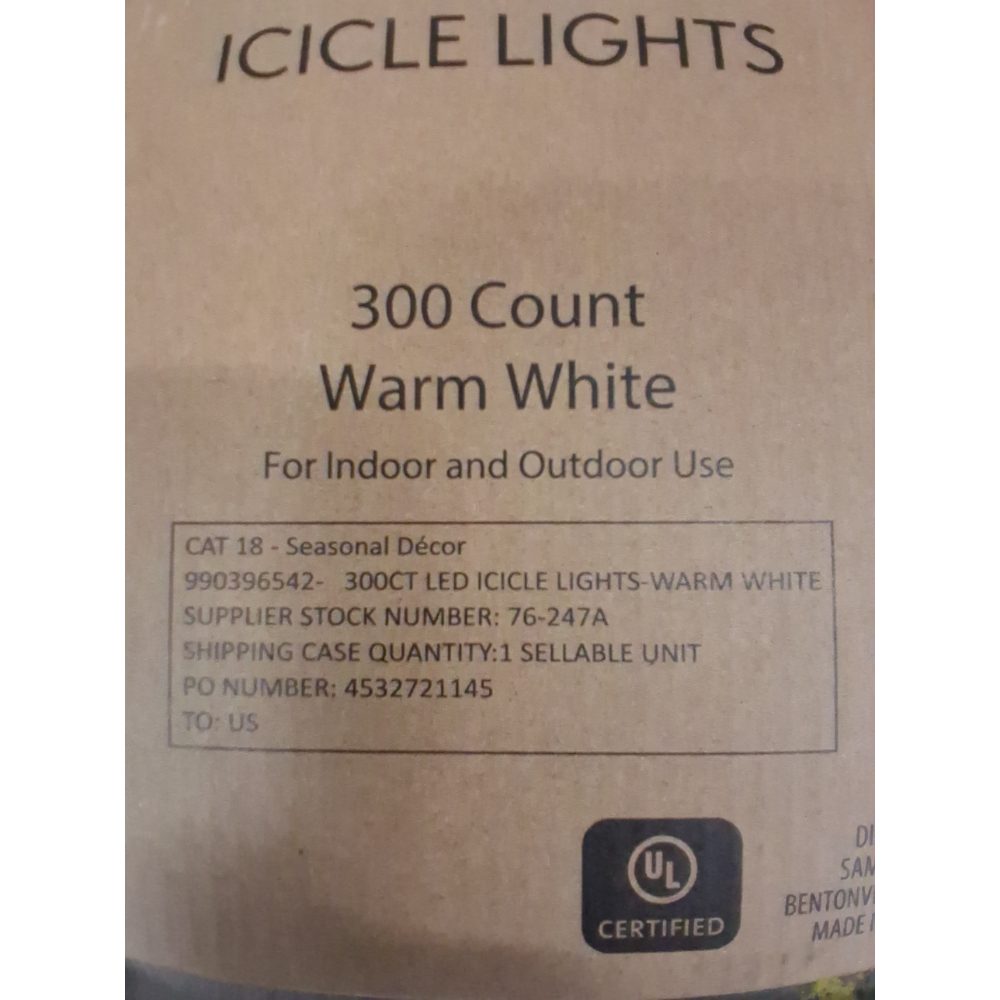 ICICLE LIGHTS
300 Count
Warm White
For Indoor and Outdoor Use
CAT 18 - Seasonal Décor
990396542- 300CT LED ICICLE LIGHTS-WARM WHITE
SUPPLIER STOCK NUMBER: 76-247A
SHIPPING CASE QUANTITY:1 SELLABLE UNIT
PO NUMBER: 4532721145
TO: US
UL
CERTIFIED
MADE